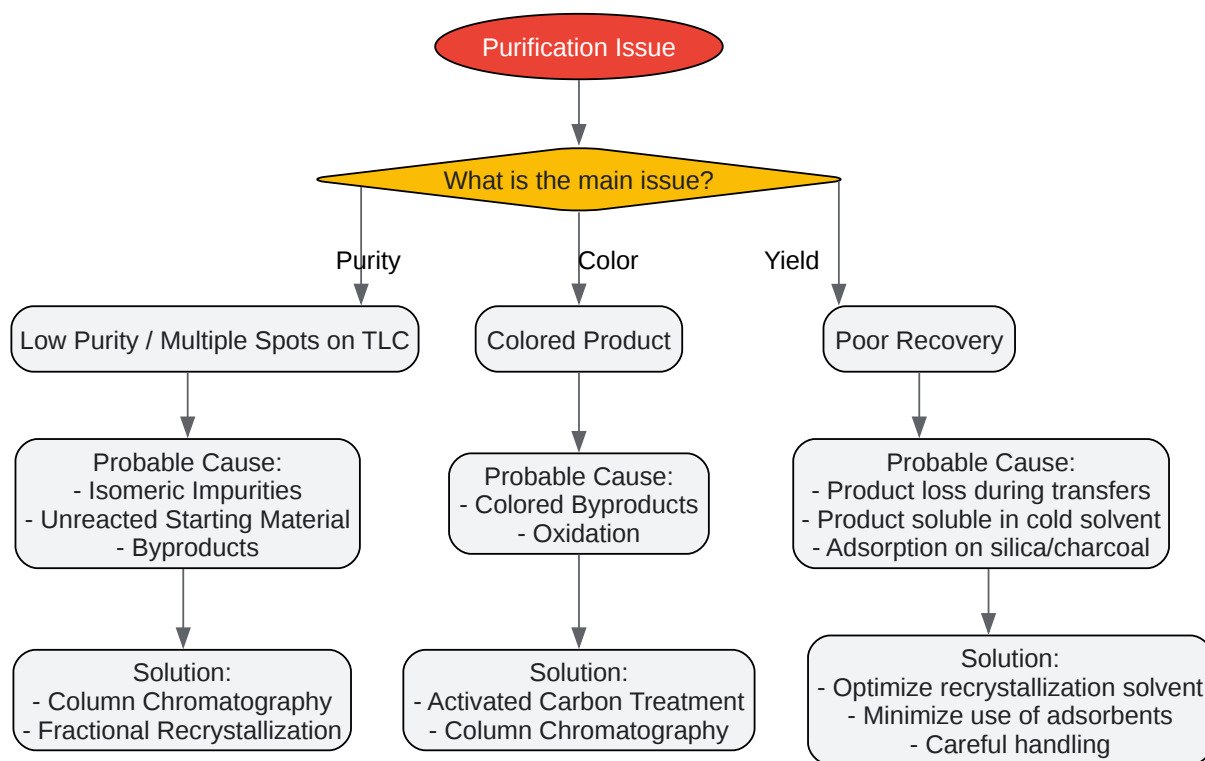 Purification Issue
What is the main issue?
Purity
Color
Yield
Low Purity / Multiple Spots on TLC
Colored Product
Poor Recovery
Probable Cause:
- Isomeric Impurities
- Unreacted Starting Material
- Byproducts
Probable Cause:
- Colored Byproducts
- Oxidation
Probable Cause:
- Product loss during transfers
- Product soluble in cold solvent
- Adsorption on silica/charcoal
Solution:
- Column Chromatography
- Fractional Recrystallization
Solution:
- Activated Carbon Treatment
- Column Chromatography
Solution:
- Optimize recrystallization solvent
- Minimize use of adsorbents
- Careful handling